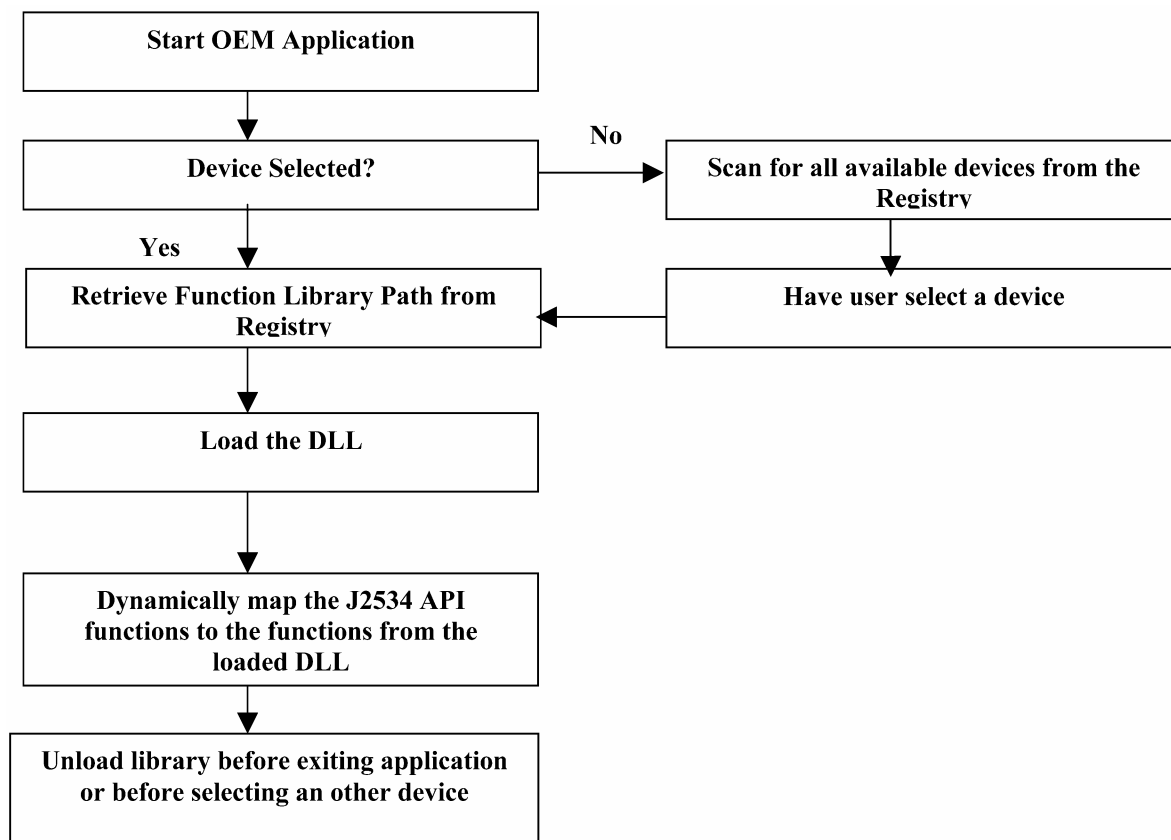 Start OEM Application
No
Device Selected?
Scan for all available devices from the
Registry
Yes
Retrieve Function Library Path from
Registry
Have user select a device
Load the DLL
Dynamically map the J2534 API
functions to the functions from the
loaded DLL
Unload library before exiting application
or before selecting an other device